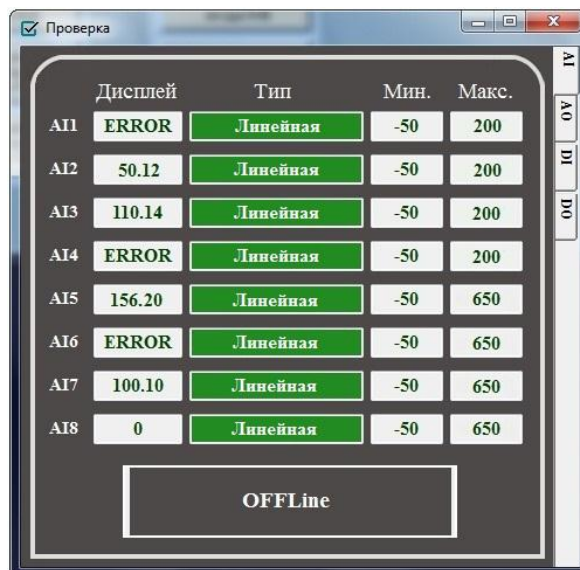 Проверка
Дисплей Тип Мин. Макс.
AI1 ERROR Линейная -50 200
AI2 50.12 Линейная -50 200
AI3 110.14 Линейная -50 200
AI4 ERROR Линейная -50 200
AI5 156.20 Линейная -50 650
AI6 ERROR Линейная -50 650
AI7 100.10 Линейная -50 650
AI8 0 Линейная -50 650
OFFLine
AI
AO
DI
DO